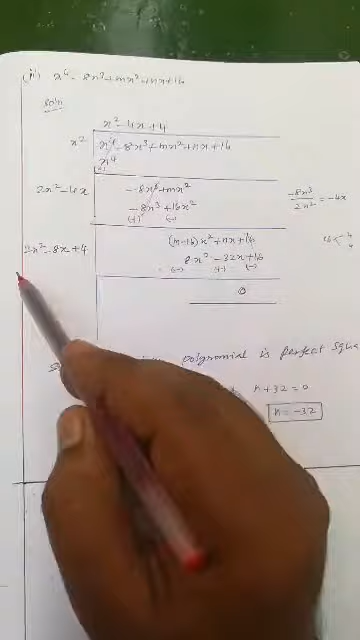 x⁴ - 8x³ + mx² + nx + 16
Soln
x² - 4x + 4
x² x⁴ - 8x³ + mx² + nx + 16
x⁴
(-)
2x² - 4x - 8x³ + mx²
- 8x³ + 16x²
(+) (-)
-8x³ / 2x² = -4x
2x² - 8x + 4 (m-16)x² + nx + 16
8x² - 32x + 16
(-) (+) (-)
0
polynomial is perfect squa
n + 32 = 0
n = -32